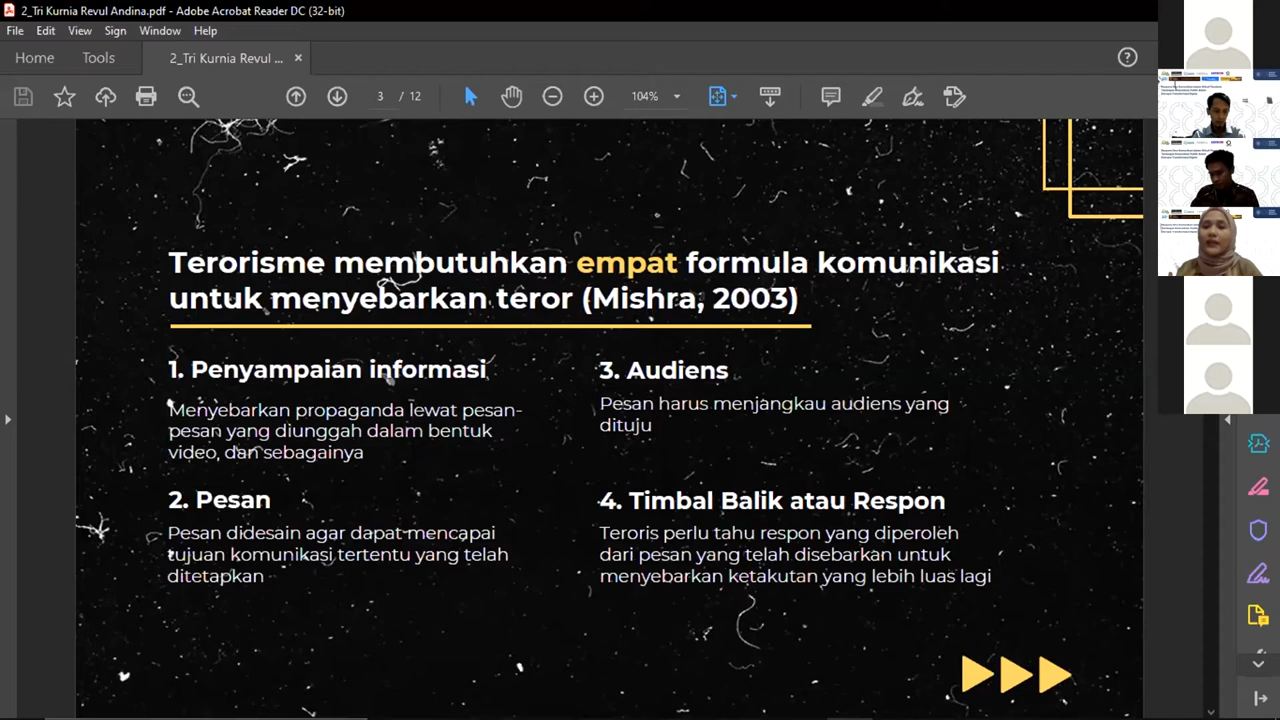 2_Tri Kurnia Revul Andina.pdf - Adobe Acrobat Reader DC (32-bit)
File Edit View Sign Window Help
Home Tools 2_Tri Kurnia Revul ... ×
3 / 12 104%
Terorisme membutuhkan empat formula komunikasi
untuk menyebarkan teror (Mishra, 2003)
1. Penyampaian informasi
Menyebarkan propaganda lewat pesan-
pesan yang diunggah dalam bentuk
video, dan sebagainya
2. Pesan
Pesan didesain agar dapat mencapai
tujuan komunikasi tertentu yang telah
ditetapkan
3. Audiens
Pesan harus menjangkau audiens yang
dituju
4. Timbal Balik atau Respon
Teroris perlu tahu respon yang diperoleh
dari pesan yang telah disebarkan untuk
menyebarkan ketakutan yang lebih luas lagi